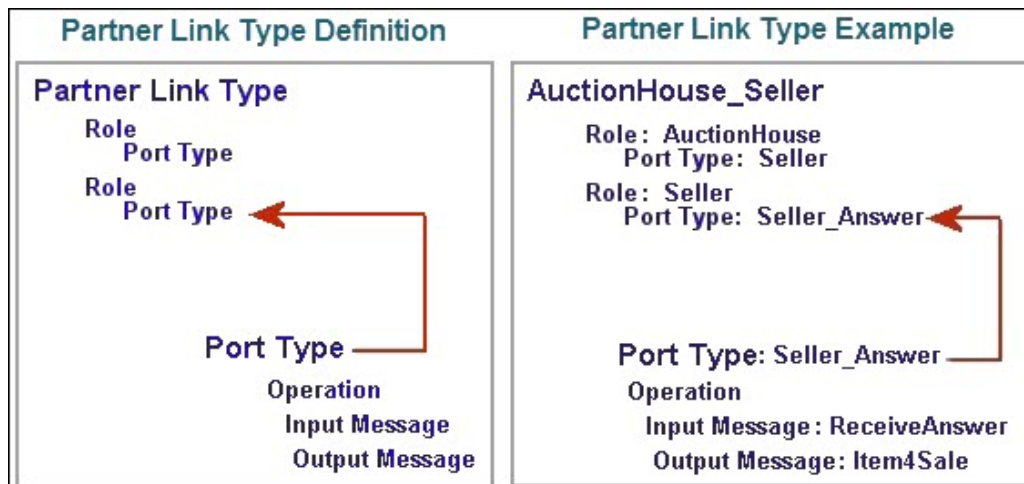 Partner Link Type Definition
Partner Link Type
Role
Port Type
Role
Port Type
Port Type
Operation
Input Message
Output Message
Partner Link Type Example
AuctionHouse_Seller
Role: AuctionHouse
Port Type: Seller
Role: Seller
Port Type: Seller_Answer
Port Type: Seller_Answer
Operation
Input Message: ReceiveAnswer
Output Message: Item4Sale